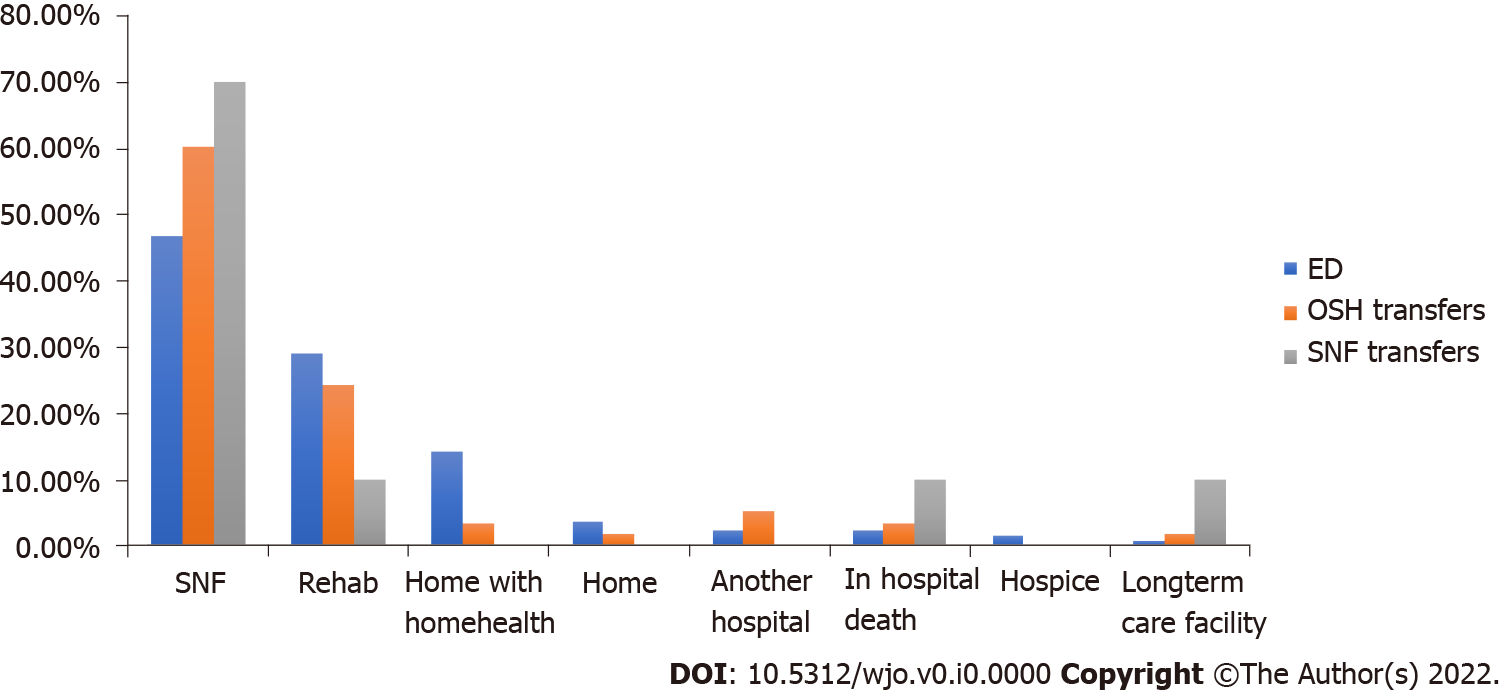 80.00%
70.00%
60.00%
50.00%
40.00%
30.00%
20.00%
10.00%
0.00%
ED
OSH transfers
SNF transfers
SNF
Rehab
Home with
homehealth
Home
Another
hospital
In hospital
death
Hospice
Longterm
care facility
DOI: 10.5312/wjo.v0.i0.0000 Copyright ©The Author(s) 2022.